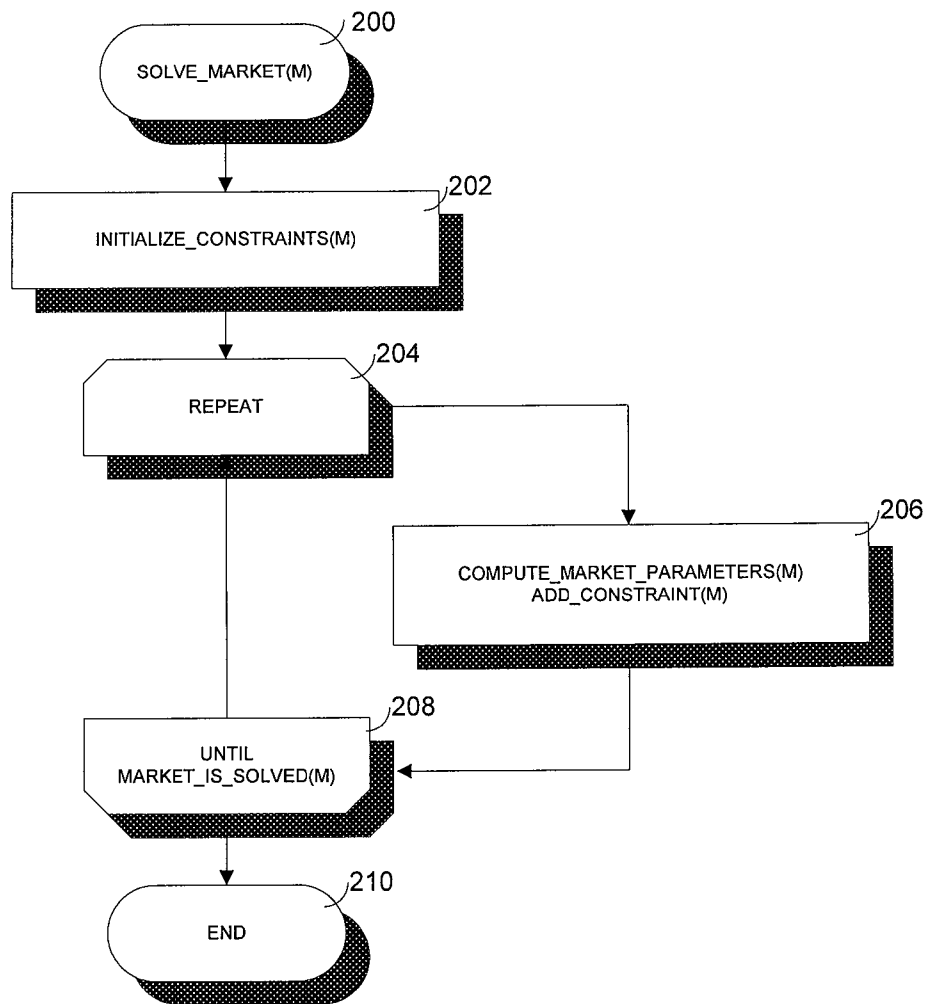 200
SOLVE_MARKET(M)
202
INITIALIZE_CONSTRAINTS(M)
204
REPEAT
206
COMPUTE_MARKET_PARAMETERS(M)
ADD_CONSTRAINT(M)
208
UNTIL
MARKET_IS_SOLVED(M)
210
END